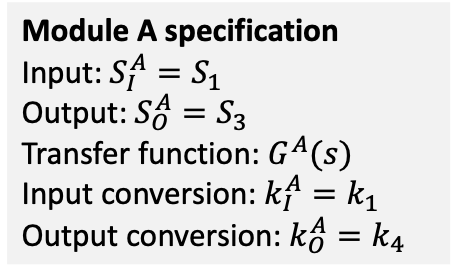 Module A specification
Input: $S_I^A = S_1$
Output: $S_O^A = S_3$
Transfer function: $G^A(s)$
Input conversion: $k_I^A = k_1$
Output conversion: $k_O^A = k_4$